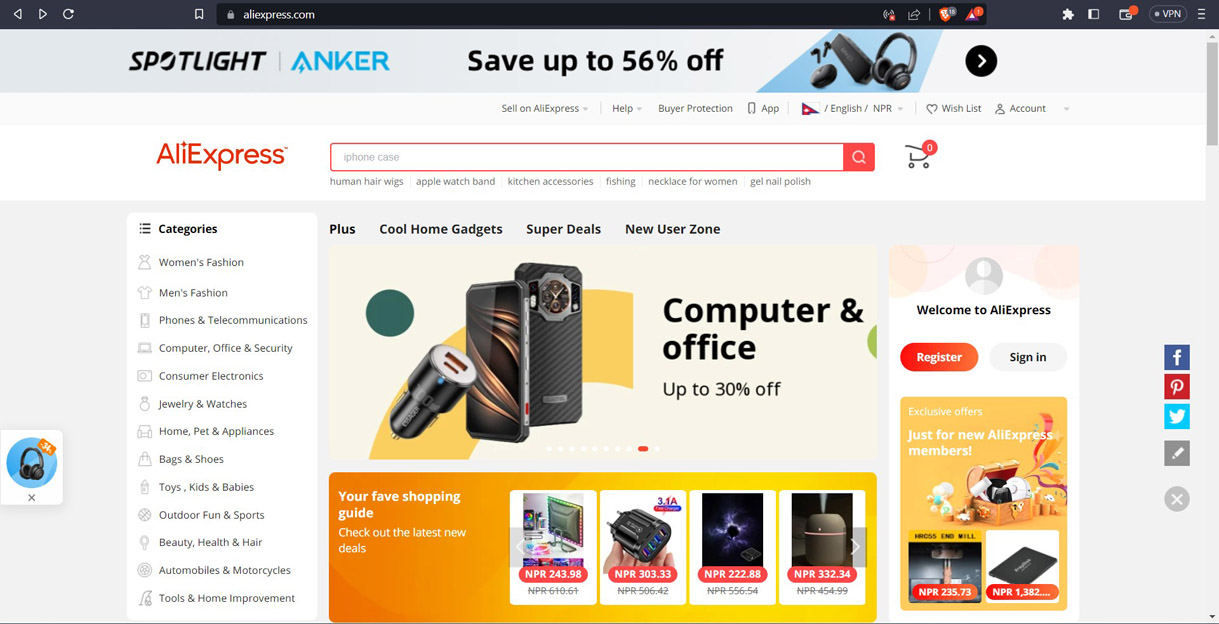 aliexpress.com
18
1
VPN
SPOTLIGHT | ANKER
Save up to 56% off
Sell on AliExpress
Help
Buyer Protection
App
/ English / NPR
Wish List
Account
AliExpress
iphone case
0
human hair wigs
apple watch band
kitchen accessories
fishing
necklace for women
gel nail polish
Categories
Women's Fashion
Men's Fashion
Phones & Telecommunications
Computer, Office & Security
Consumer Electronics
Jewelry & Watches
Home, Pet & Appliances
Bags & Shoes
Toys , Kids & Babies
Outdoor Fun & Sports
Beauty, Health & Hair
Automobiles & Motorcycles
Tools & Home Improvement
Plus
Cool Home Gadgets
Super Deals
New User Zone
Computer &
office
Up to 30% off
Your fave shopping
guide
Check out the latest new
deals
NPR 243.98
NPR 610.61
3.1A
NPR 303.33
NPR 506.42
NPR 222.88
NPR 556.54
NPR 332.34
NPR 454.99
Welcome to AliExpress
Register
Sign in
Exclusive offers
Just for new AliExpress
members!
HRC55 END MILL
NPR 235.73
NPR 1,382....